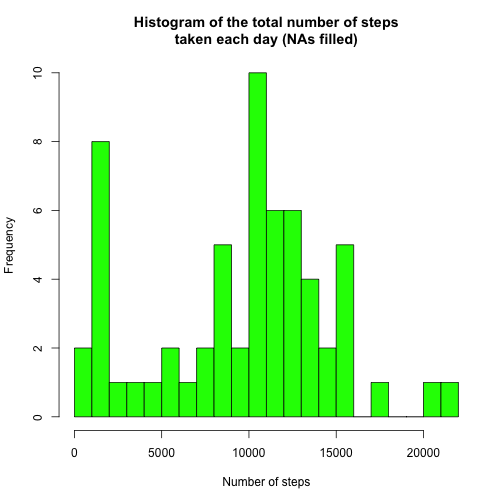 Histogram of the total number of steps
taken each day (NAs filled)
Frequency
10
8
6
4
2
0
0 5000 10000 15000 20000
Number of steps